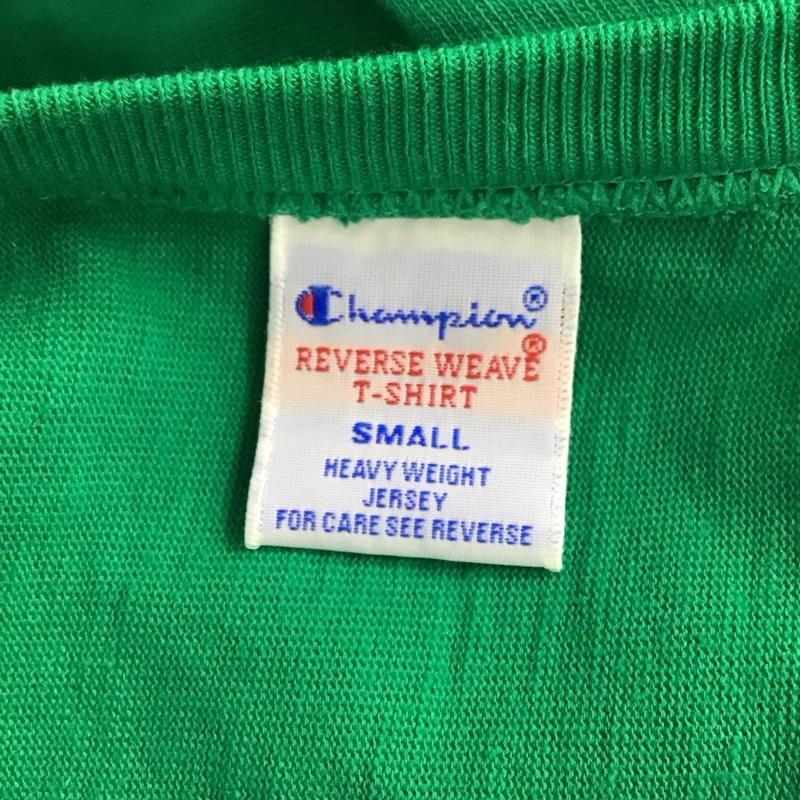 Champion®
REVERSE WEAVE®
T-SHIRT
SMALL
HEAVY WEIGHT
JERSEY
FOR CARE SEE REVERSE